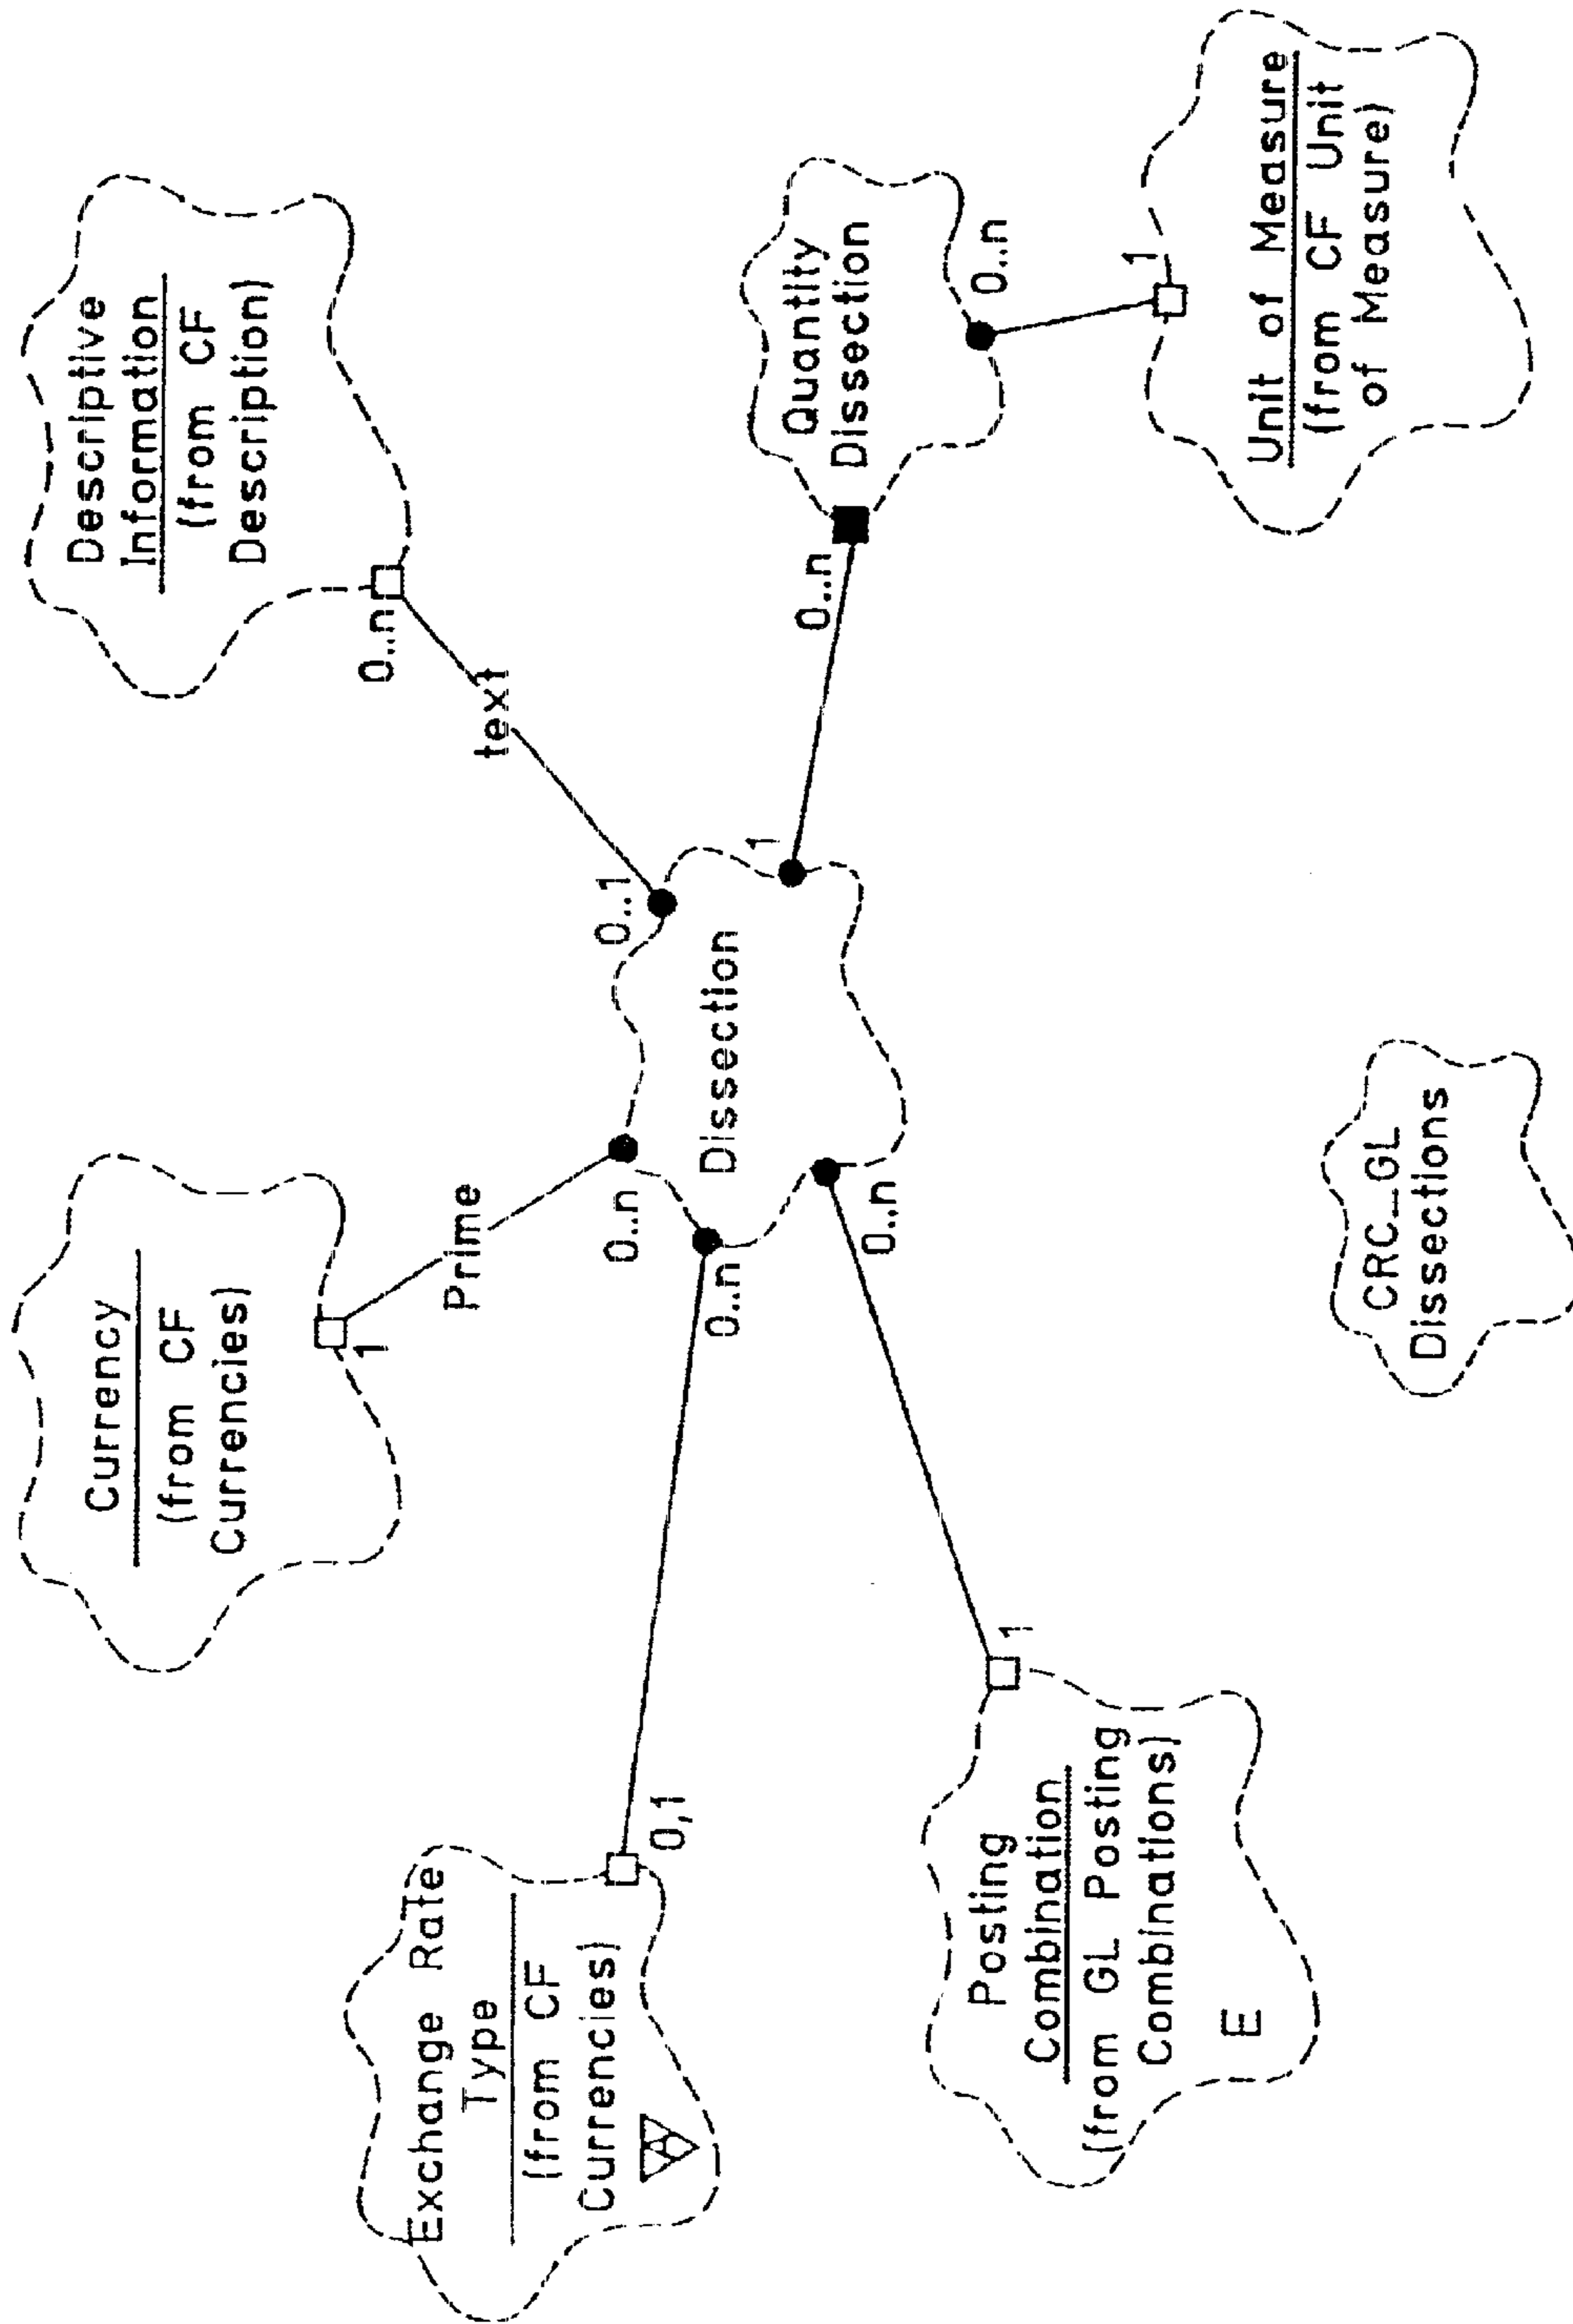 Exchange Rate
Type
(from CF
Currencies)
0,1
Currency
(from CF
Currencies)
1
Prime
0..n
0..n
Descriptive
Information
(from CF
Description)
0..n
text
0..1
Dissection
1
0..n
0..n
Quantity
Dissection
0..n
1
Unit of Measure
(from CF Unit
of Measure)
Posting
Combination
(from GL Posting
Combinations)
E
1
CRC_GL
Dissections